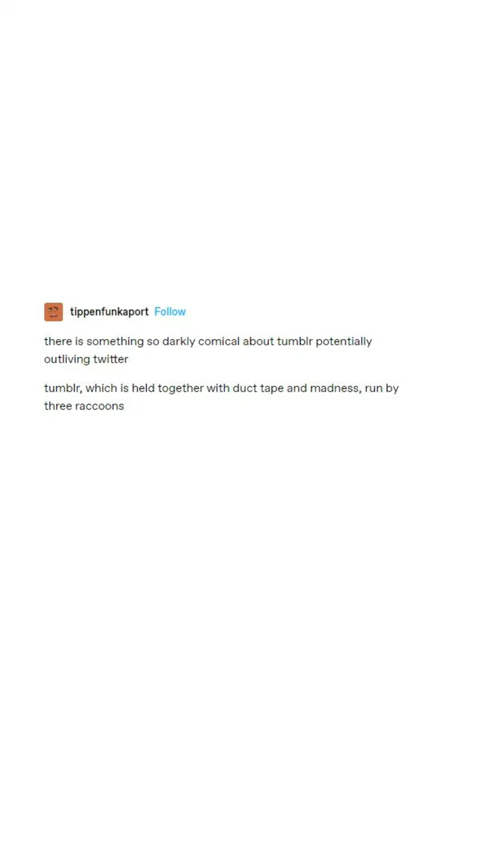 tippenfunkaport Follow
there is something so darkly comical about tumblr potentially
outliving twitter
tumblr, which is held together with duct tape and madness, run by
three raccoons